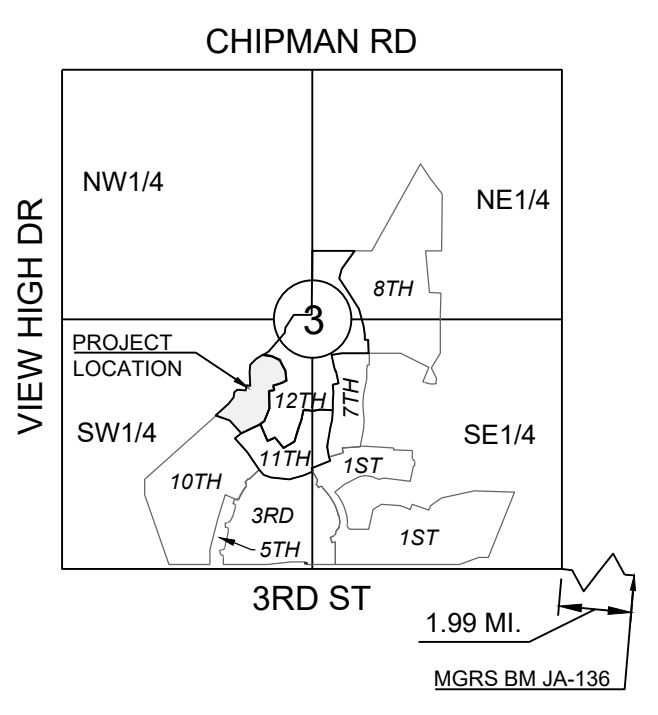 CHIPMAN RD
NW1/4
NE1/4
VIEW HIGH DR
8TH
3
PROJECT
LOCATION
12TH
7TH
SW1/4
SE1/4
11TH
1ST
10TH
3RD
1ST
5TH
3RD ST
1.99 MI.
MGRS BM JA-136